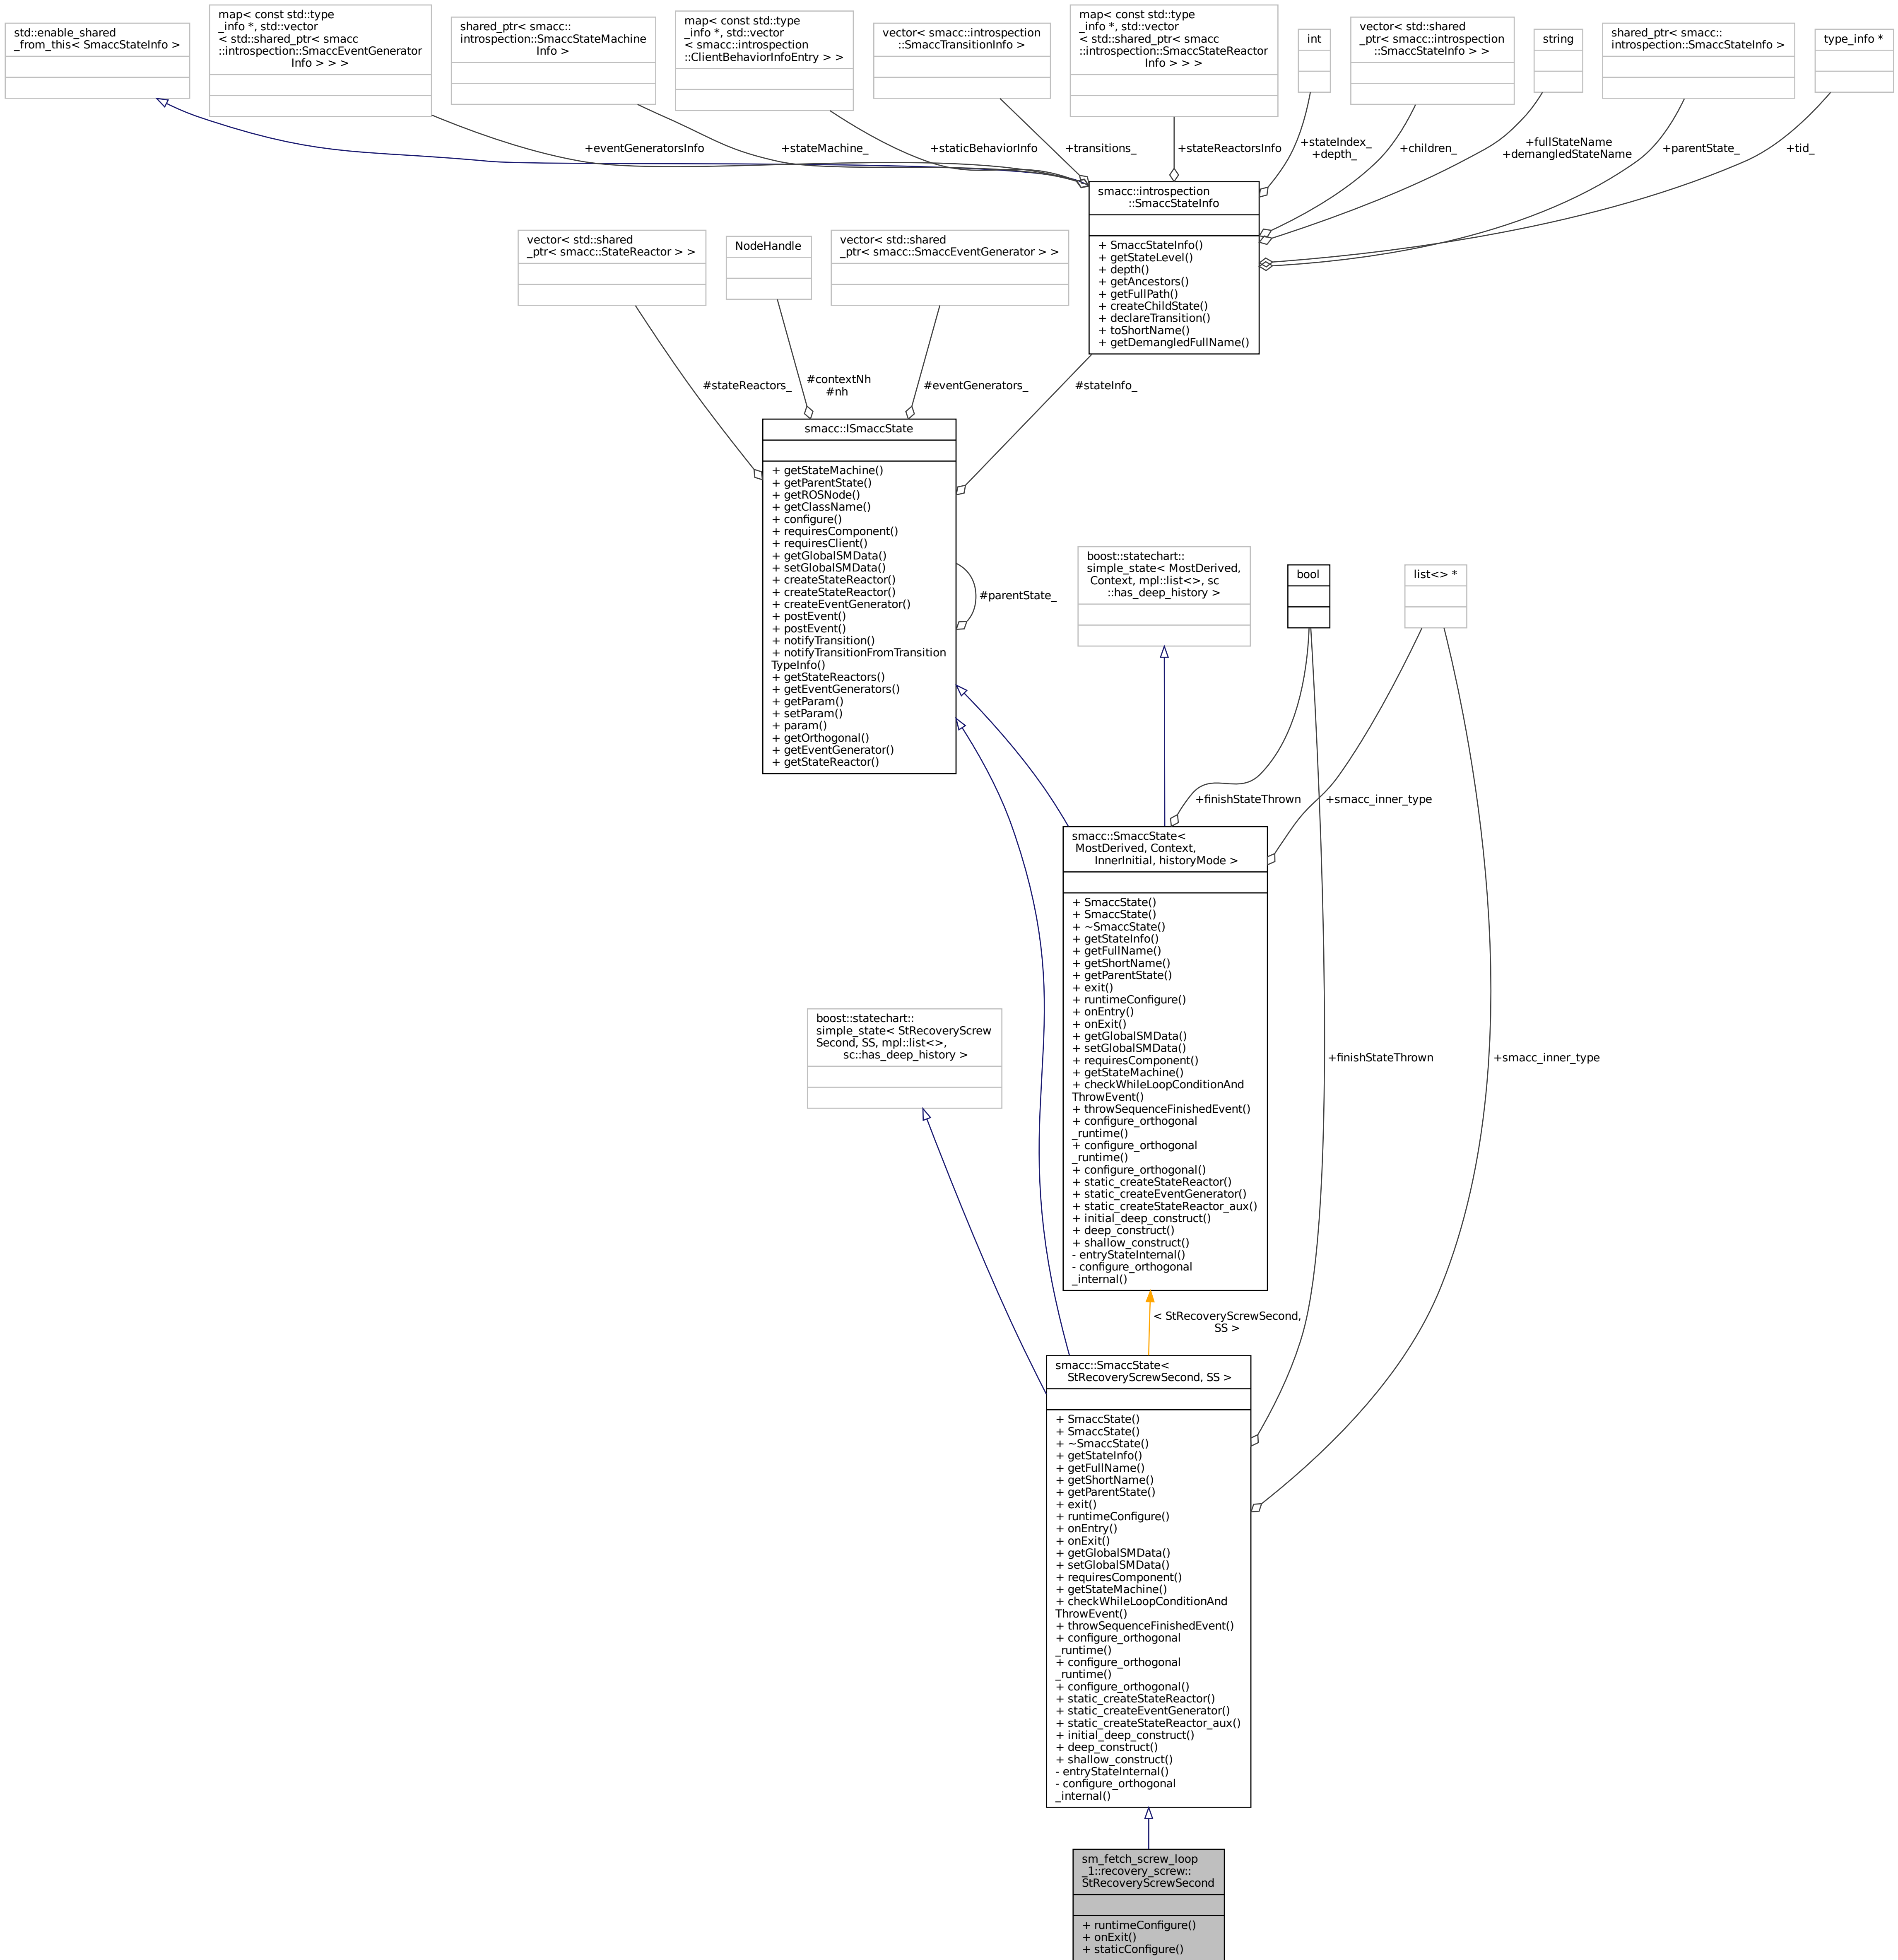 std::enable_shared
_from_this< SmaccStateInfo >
map< const std::type
_info *, std::vector
< std::shared_ptr< smacc
::introspection::SmaccEventGenerator
Info > > >
shared_ptr< smacc::
introspection::SmaccStateMachine
Info >
map< const std::type
_info *, std::vector
< smacc::introspection
::ClientBehaviorInfoEntry > >
vector< smacc::introspection
::SmaccTransitionInfo >
map< const std::type
_info *, std::vector
< std::shared_ptr< smacc
::introspection::SmaccStateReactor
Info > > >
int
vector< std::shared
_ptr< smacc::introspection
::SmaccStateInfo > >
string
shared_ptr< smacc::
introspection::SmaccStateInfo >
type_info *
+eventGeneratorsInfo
+stateMachine_
+staticBehaviorInfo
+transitions_
+stateReactorsInfo
+stateIndex_
+depth_
+children_
+fullStateName
+demangledStateName
+parentState_
+tid_
smacc::introspection
::SmaccStateInfo
+ SmaccStateInfo()
+ getStateLevel()
+ depth()
+ getAncestors()
+ getFullPath()
+ createChildState()
+ declareTransition()
+ toShortName()
+ getDemangledFullName()
vector< std::shared
_ptr< smacc::StateReactor > >
NodeHandle
vector< std::shared
_ptr< smacc::SmaccEventGenerator > >
#stateReactors_
#contextNh
#nh
#eventGenerators_
#stateInfo_
smacc::ISmaccState
+ getStateMachine()
+ getParentState()
+ getROSNode()
+ getClassName()
+ configure()
+ requiresComponent()
+ requiresClient()
+ getGlobalSMData()
+ setGlobalSMData()
+ createStateReactor()
+ createStateReactor()
+ createEventGenerator()
+ postEvent()
+ postEvent()
+ notifyTransition()
+ notifyTransitionFromTransition
TypeInfo()
+ getStateReactors()
+ getEventGenerators()
+ getParam()
+ setParam()
+ param()
+ getOrthogonal()
+ getEventGenerator()
+ getStateReactor()
#parentState_
boost::statechart::
simple_state< MostDerived,
Context, mpl::list<>, sc
::has_deep_history >
bool
list<> *
+finishStateThrown
+smacc_inner_type
smacc::SmaccState<
MostDerived, Context,
InnerInitial, historyMode >
+ SmaccState()
+ SmaccState()
+ ~SmaccState()
+ getStateInfo()
+ getFullName()
+ getShortName()
+ getParentState()
+ exit()
+ runtimeConfigure()
+ onEntry()
+ onExit()
+ getGlobalSMData()
+ setGlobalSMData()
+ requiresComponent()
+ getStateMachine()
+ checkWhileLoopConditionAnd
ThrowEvent()
+ throwSequenceFinishedEvent()
+ configure_orthogonal
_runtime()
+ configure_orthogonal
_runtime()
+ configure_orthogonal()
+ static_createStateReactor()
+ static_createEventGenerator()
+ static_createStateReactor_aux()
+ initial_deep_construct()
+ deep_construct()
+ shallow_construct()
- entryStateInternal()
- configure_orthogonal
_internal()
boost::statechart::
simple_state< StRecoveryScrew
Second, SS, mpl::list<>,
sc::has_deep_history >
+finishStateThrown
+smacc_inner_type
< StRecoveryScrewSecond,
SS >
smacc::SmaccState<
StRecoveryScrewSecond, SS >
+ SmaccState()
+ SmaccState()
+ ~SmaccState()
+ getStateInfo()
+ getFullName()
+ getShortName()
+ getParentState()
+ exit()
+ runtimeConfigure()
+ onEntry()
+ onExit()
+ getGlobalSMData()
+ setGlobalSMData()
+ requiresComponent()
+ getStateMachine()
+ checkWhileLoopConditionAnd
ThrowEvent()
+ throwSequenceFinishedEvent()
+ configure_orthogonal
_runtime()
+ configure_orthogonal
_runtime()
+ configure_orthogonal()
+ static_createStateReactor()
+ static_createEventGenerator()
+ static_createStateReactor_aux()
+ initial_deep_construct()
+ deep_construct()
+ shallow_construct()
- entryStateInternal()
- configure_orthogonal
_internal()
sm_fetch_screw_loop
_1::recovery_screw::
StRecoveryScrewSecond
+ runtimeConfigure()
+ onExit()
+ staticConfigure()